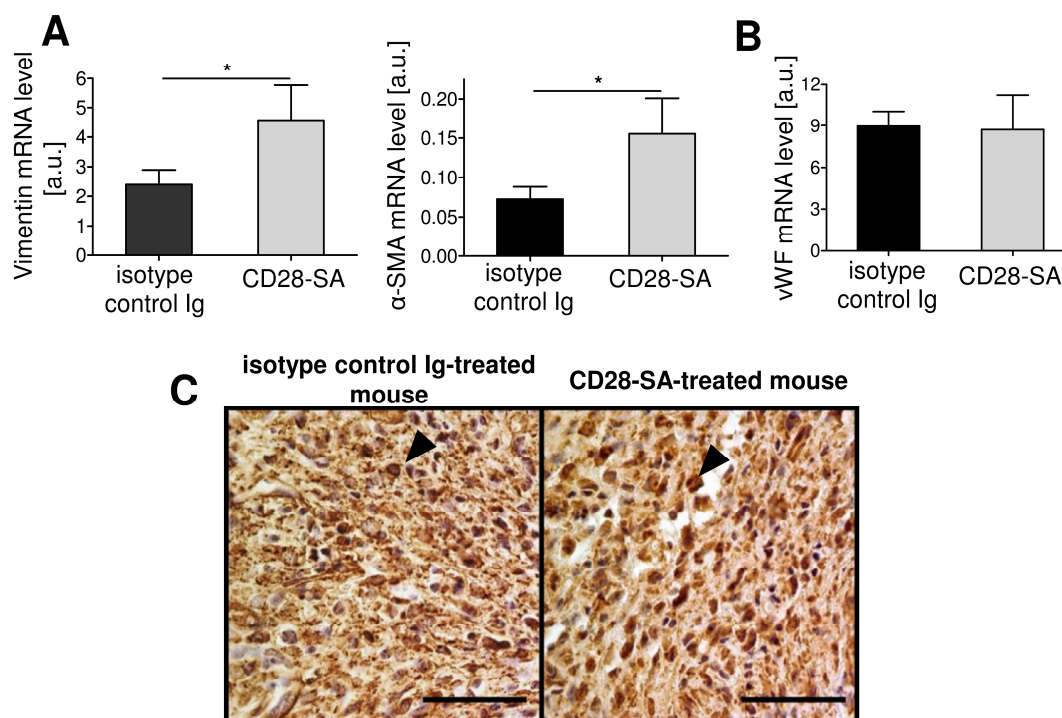 A
Vimentin mRNA level
[a.u.]
6
5
4
3
2
1
0
*
isotype
control Ig
CD28-SA
α-SMA mRNA level [a.u.]
0.20
0.15
0.10
0.05
0.00
*
isotype
control Ig
CD28-SA
B
vWF mRNA level [a.u.]
12
9
6
3
0
isotype
control Ig
CD28-SA
C
isotype control Ig-treated
mouse
CD28-SA-treated mouse